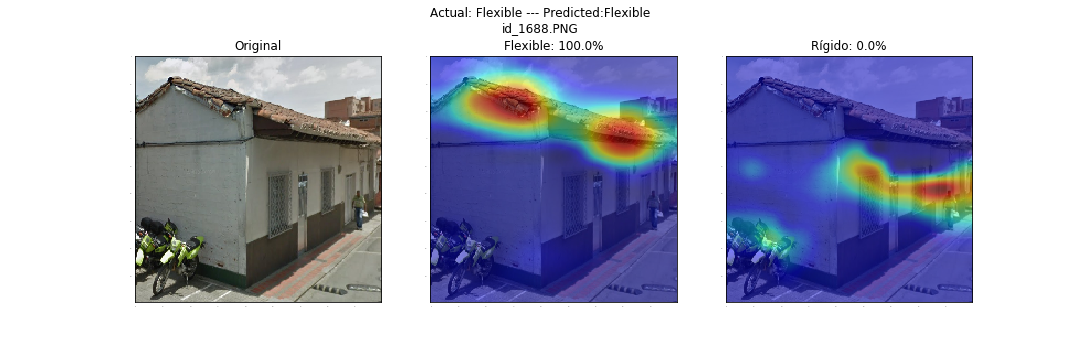 Actual: Flexible --- Predicted:Flexible
id_1688.PNG
Original
Flexible: 100.0%
Rígido: 0.0%